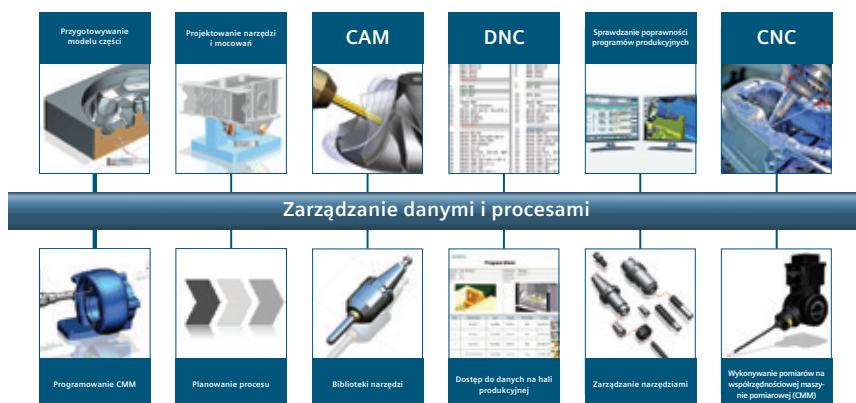 Przygotowywanie
modelu części
Projektowanie narzędzi
i mocowań
CAM
DNC
Sprawdzanie poprawności
programów produkcyjnych
CNC
Zarządzanie danymi i procesami
Programowanie CMM
Planowanie procesu
Biblioteki narzędzi
Dostęp do danych na hali
produkcyjnej
Zarządzanie narzędziami
Wykonywanie pomiarów na
współrzędnościowej maszy-
nie pomiarowej (CMM)